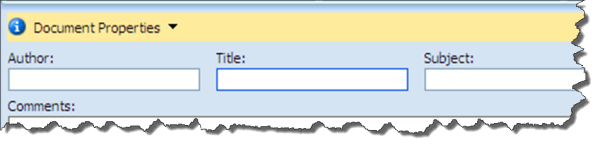 Document Properties
Author: Title: Subject:
Comments: